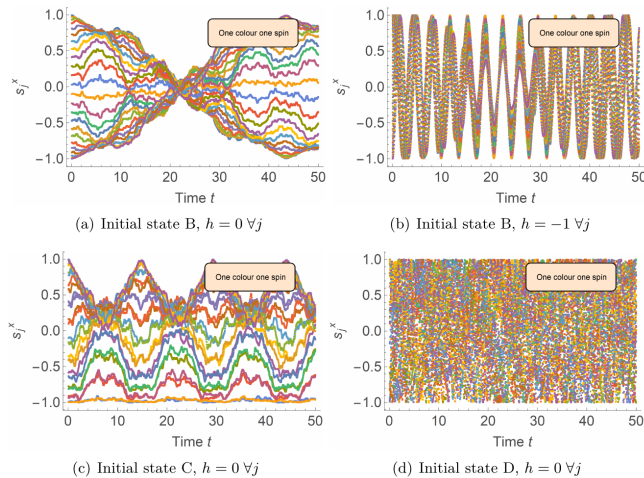 One colour one spin
1.0
0.5
0.0
−0.5
−1.0
s_j^x
0 10 20 30 40 50
Time t
(a) Initial state B, h = 0 ∀j
One colour one spin
1.0
0.5
0.0
−0.5
−1.0
s_j^x
0 10 20 30 40 50
Time t
(b) Initial state B, h = −1 ∀j
One colour one spin
1.0
0.5
0.0
−0.5
−1.0
s_j^x
0 10 20 30 40 50
Time t
(c) Initial state C, h = 0 ∀j
One colour one spin
1.0
0.5
0.0
−0.5
−1.0
s_j^x
0 10 20 30 40 50
Time t
(d) Initial state D, h = 0 ∀j